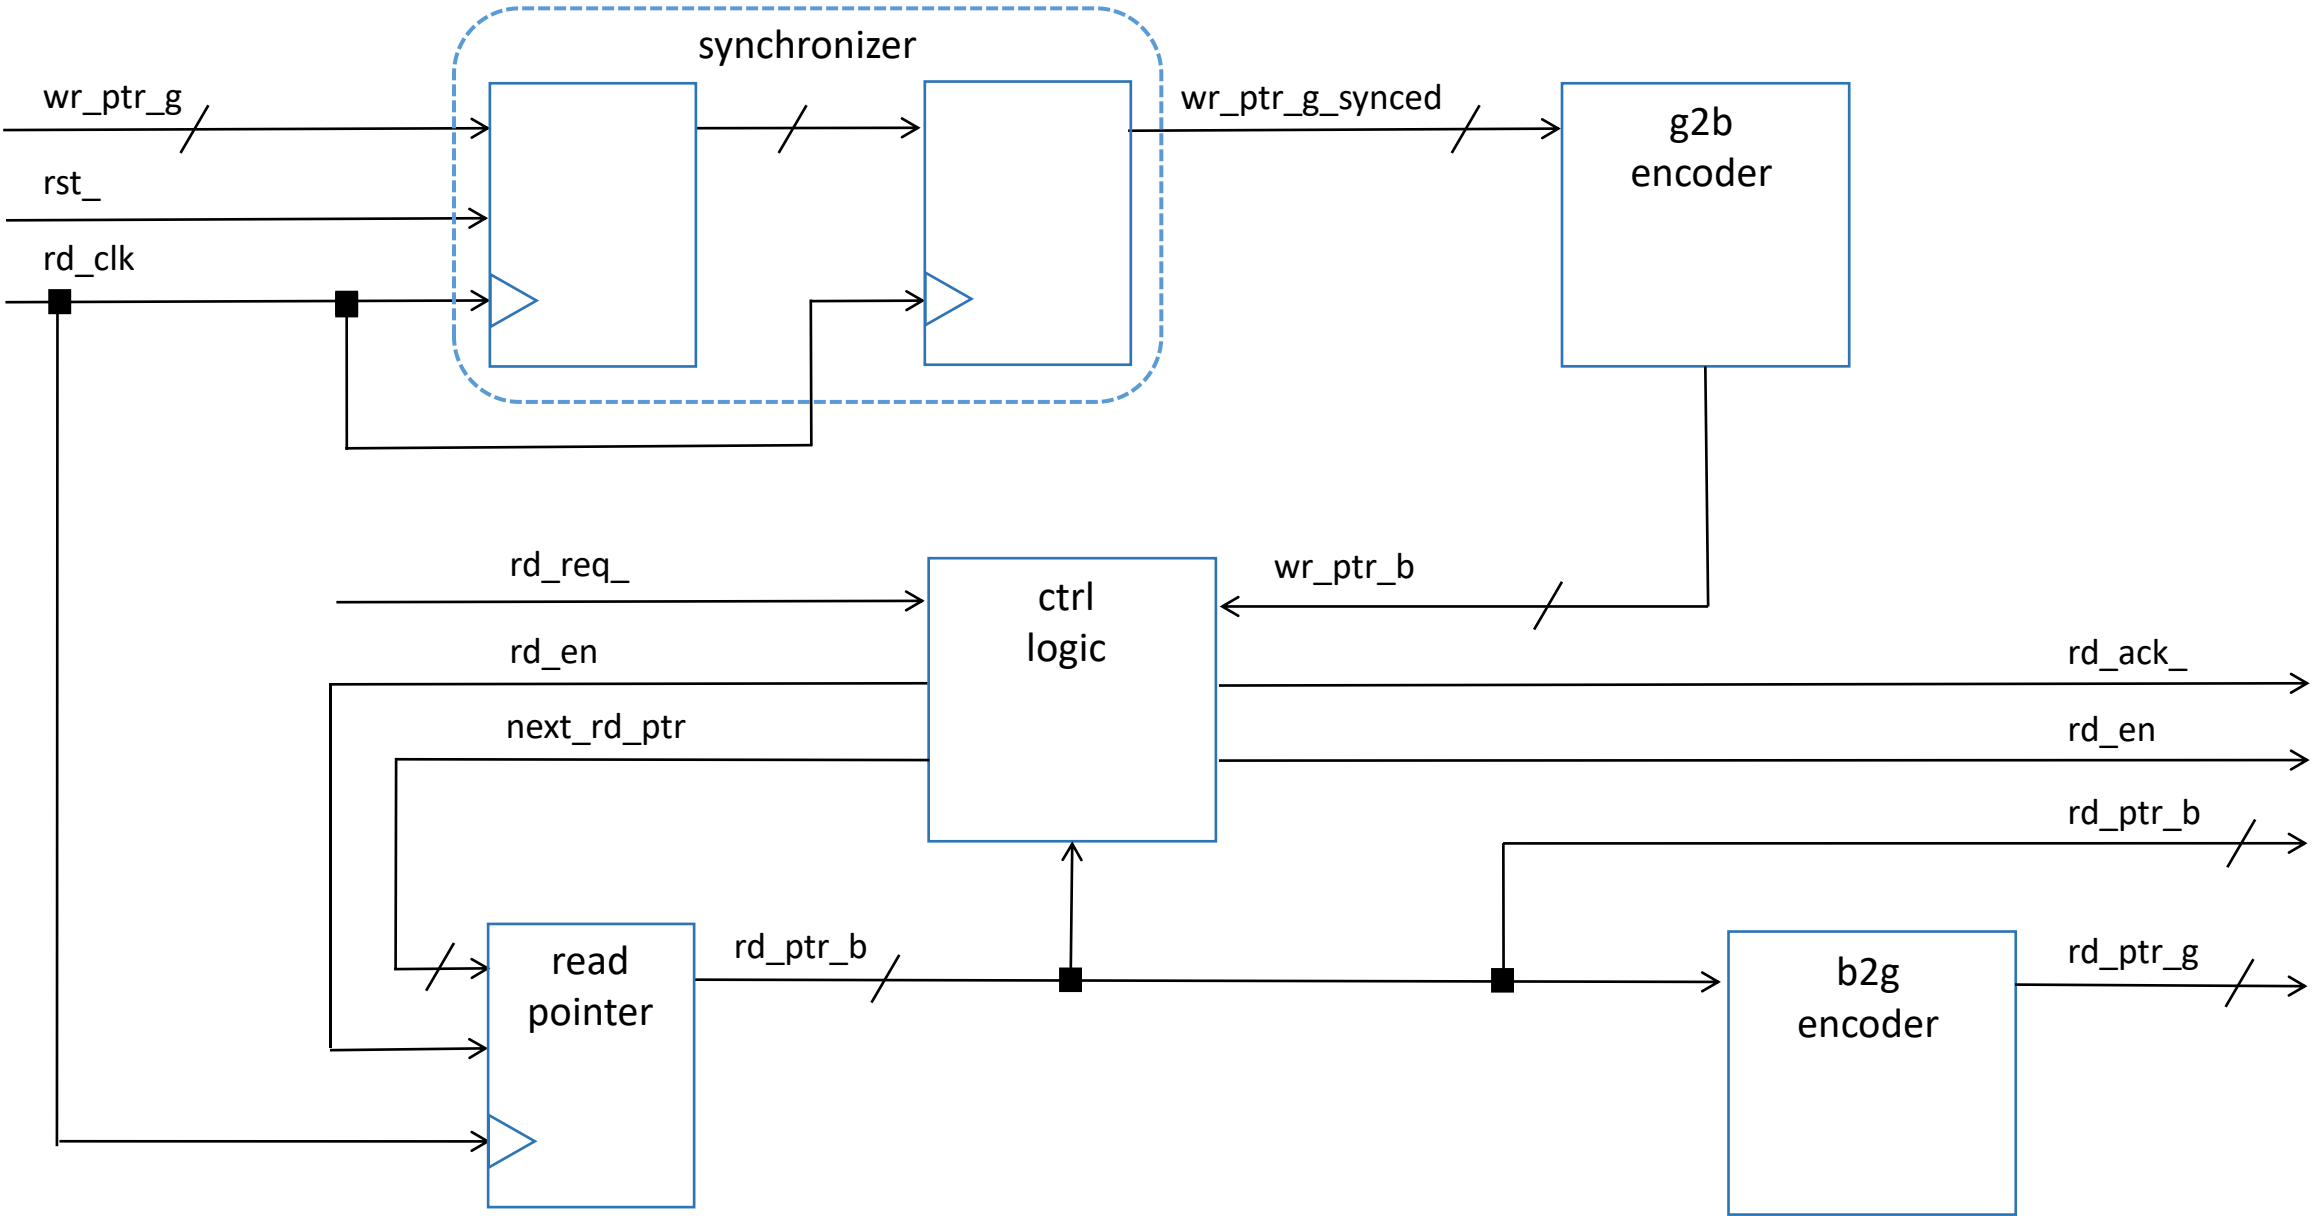 synchronizer
wr_ptr_g
wr_ptr_g_synced
g2b
encoder
rst_
rd_clk
rd_req_
ctrl
logic
wr_ptr_b
rd_en
rd_ack_
next_rd_ptr
rd_en
rd_ptr_b
read
pointer
rd_ptr_b
b2g
encoder
rd_ptr_g